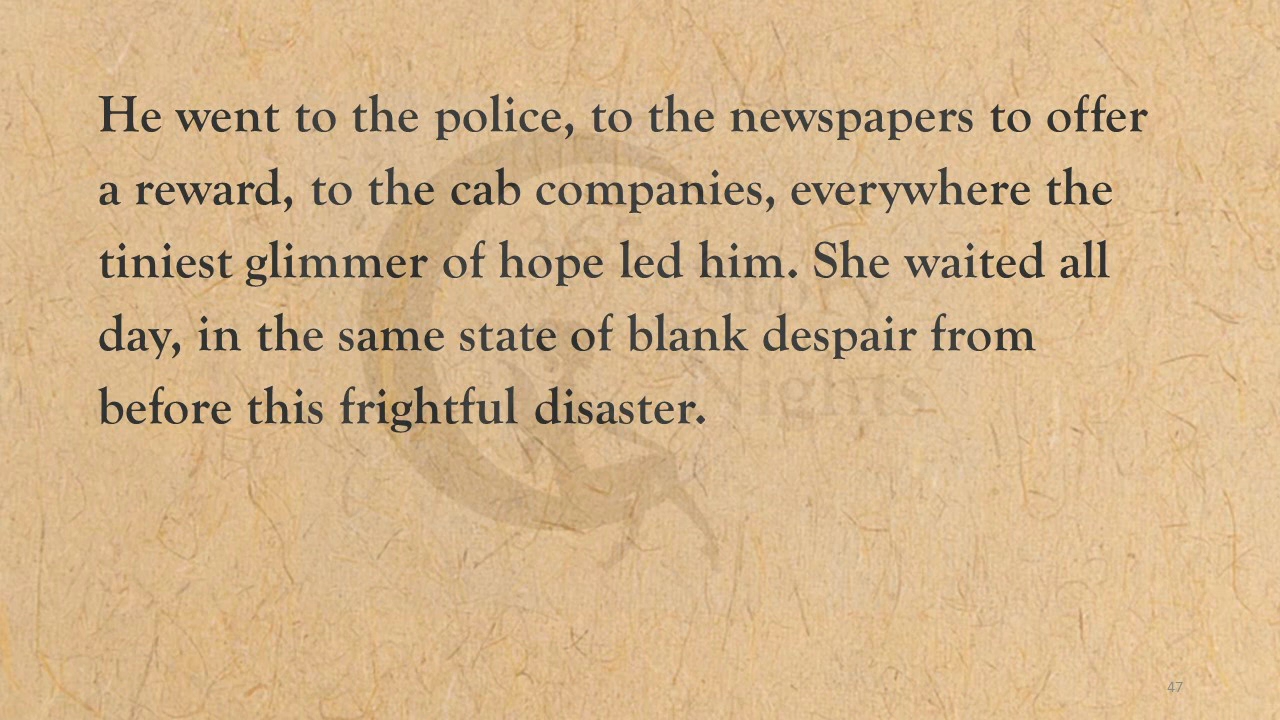 He went to the police, to the newspapers to offer
a reward, to the cab companies, everywhere the
tiniest glimmer of hope led him. She waited all
day, in the same state of blank despair from
before this frightful disaster.
Nights
47